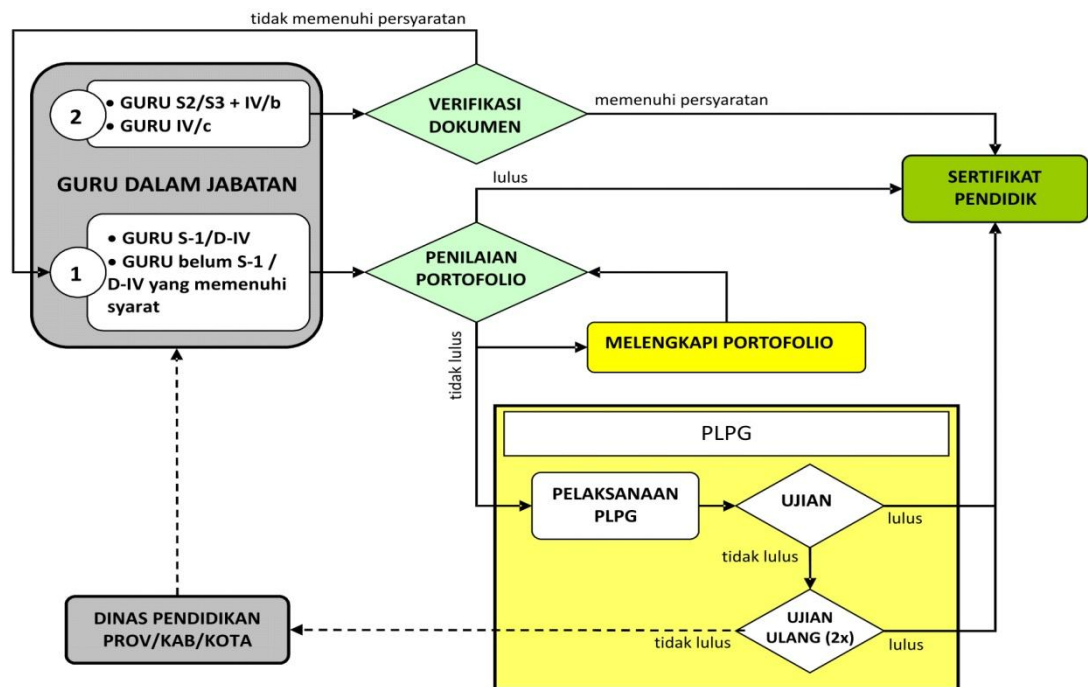 tidak memenuhi persyaratan
2
• GURU S2/S3 + IV/b
• GURU IV/c
VERIFIKASI
DOKUMEN
memenuhi persyaratan
GURU DALAM JABATAN
lulus
SERTIFIKAT
PENDIDIK
1
• GURU S-1/D-IV
• GURU belum S-1 /
D-IV yang memenuhi
syarat
PENILAIAN
PORTOFOLIO
tidak lulus
MELENGKAPI PORTOFOLIO
PLPG
PELAKSANAAN
PLPG
UJIAN
lulus
tidak lulus
DINAS PENDIDIKAN
PROV/KAB/KOTA
tidak lulus
UJIAN
ULANG (2x)
lulus